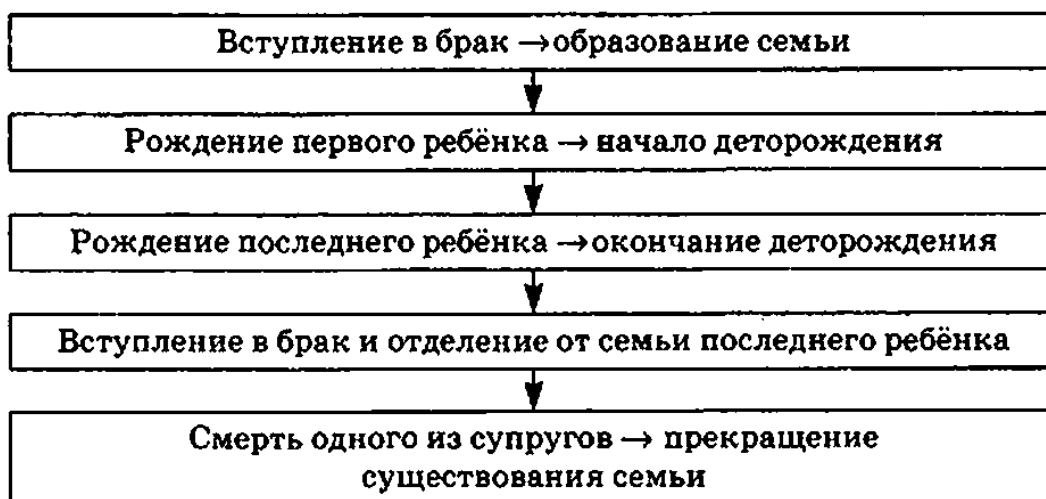 Вступление в брак → образование семьи
Рождение первого ребёнка → начало деторождения
Рождение последнего ребёнка → окончание деторождения
Вступление в брак и отделение от семьи последнего ребёнка
Смерть одного из супругов → прекращение
существования семьи